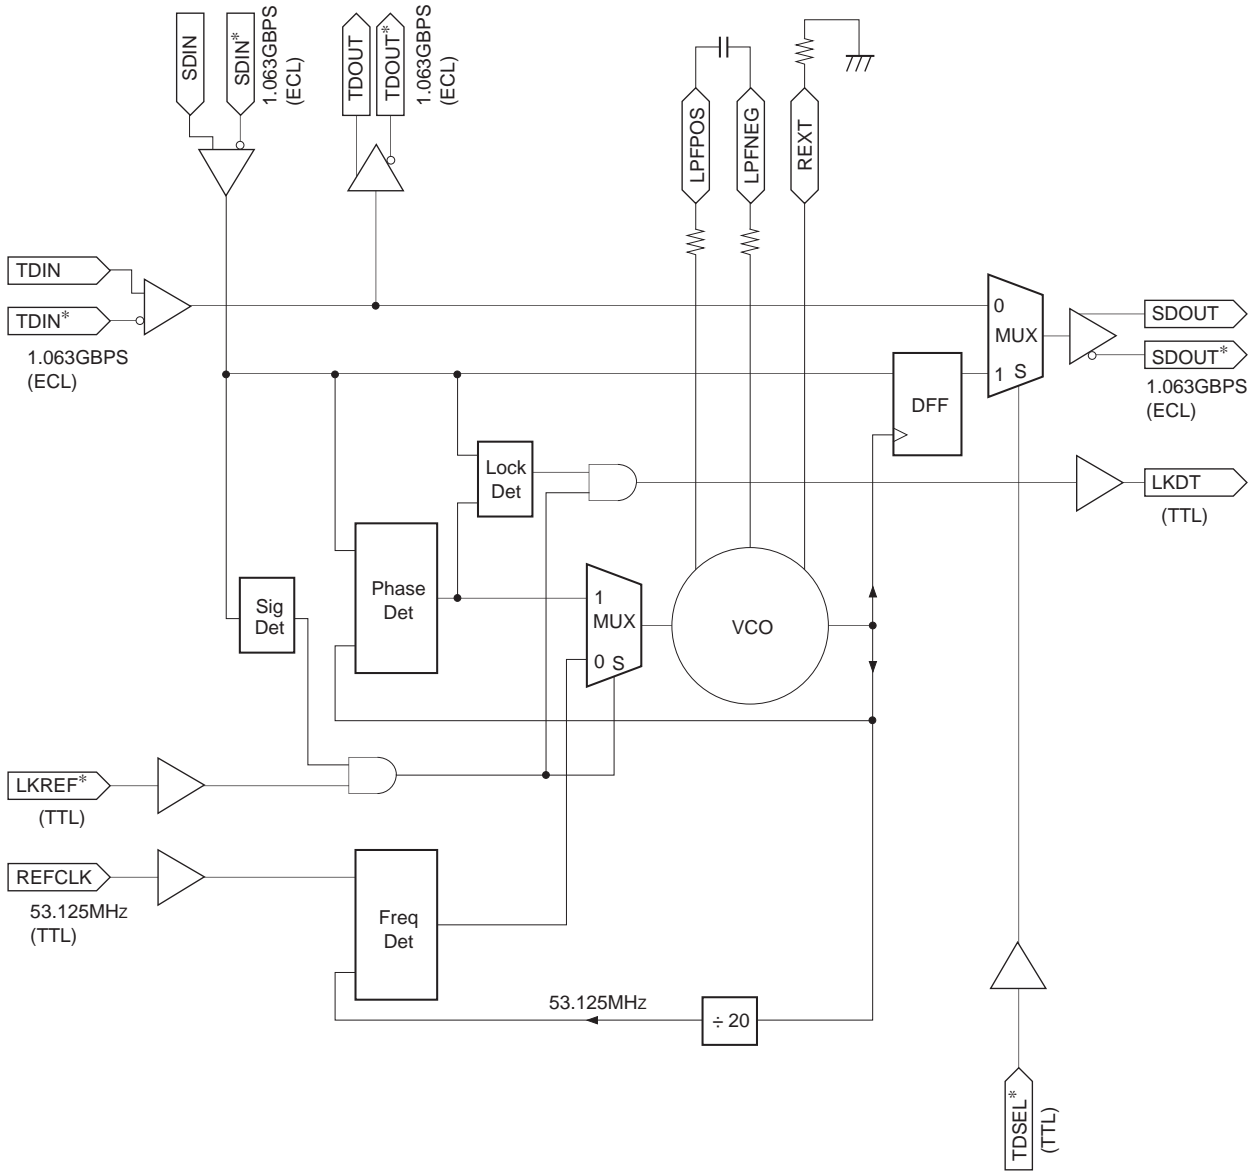 SDIN
SDIN*
1.063GBPS
(ECL)
TDOUT
TDOUT*
1.063GBPS
(ECL)
LPFPOS
LPFNEG
REXT
TDIN
TDIN*
1.063GBPS
(ECL)
0
MUX
1 S
SDOUT
SDOUT*
1.063GBPS
(ECL)
DFF
Lock
Det
LKDT
(TTL)
Phase
Det
Sig
Det
1
MUX
0 S
VCO
LKREF*
(TTL)
REFCLK
53.125MHz
(TTL)
Freq
Det
53.125MHz
÷ 20
TDSEL*
(TTL)